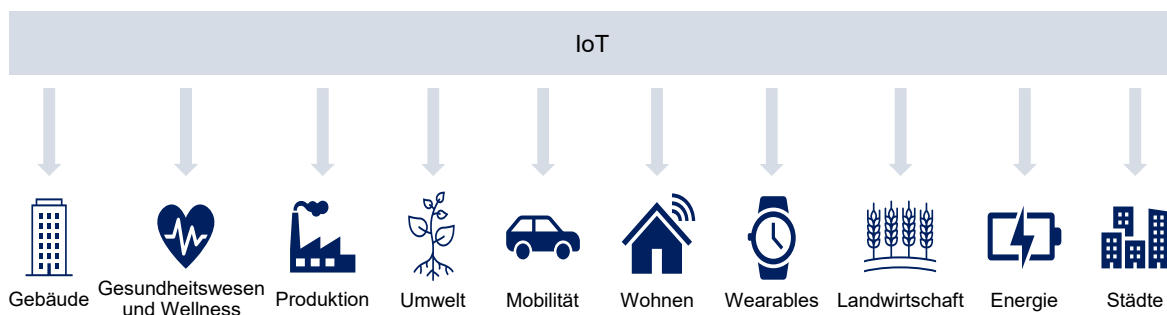 IoT
Gebäude
Gesundheitswesen
und Wellness
Produktion
Umwelt
Mobilität
Wohnen
Wearables
Landwirtschaft
Energie
Städte